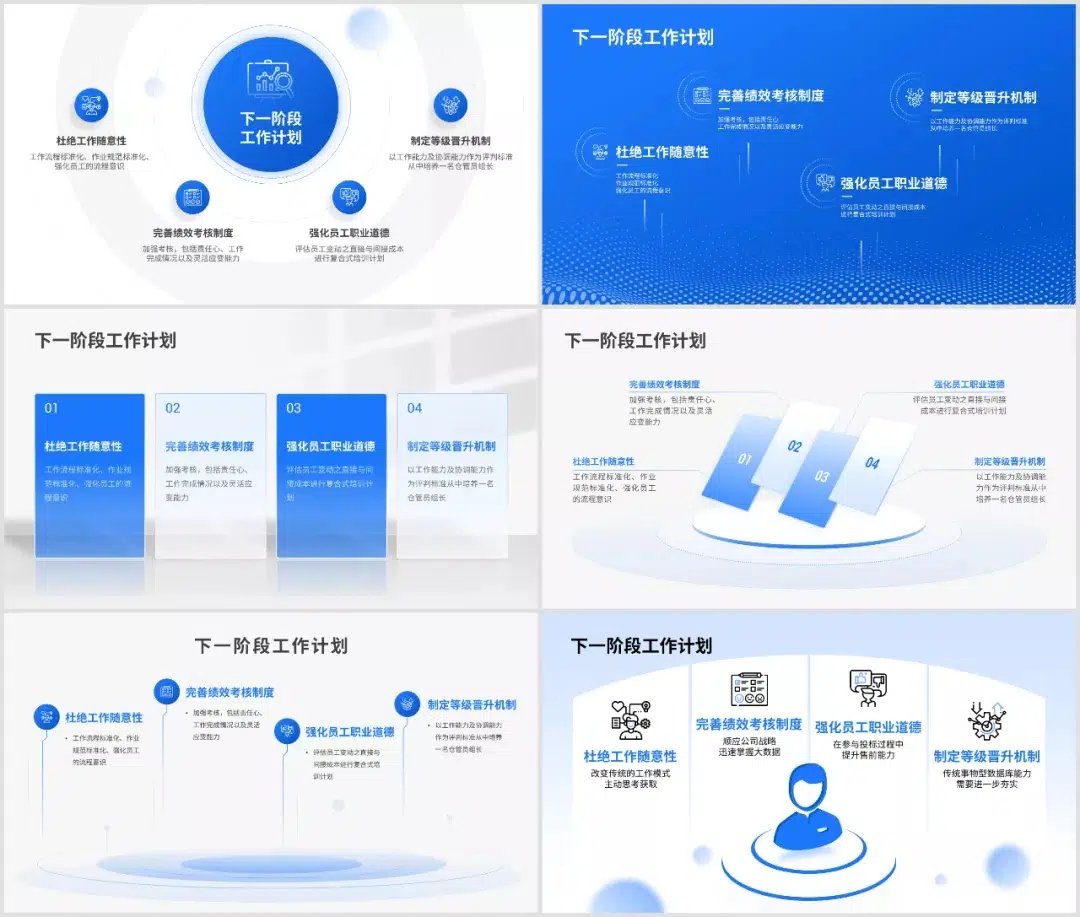 下一阶段
工作计划
杜绝工作随意性
工作流程标准化、作业规范标准化、
强化员工的流程意识
制定等级晋升机制
以工作能力及协调能力作为评判标准
从中培养一名仓管员组长
完善绩效考核制度
加强考核，包括责任心、工作
完成情况以及灵活应变能力
强化员工职业道德
评估员工变动之直接与间接成本
进行复合式培训计划
下一阶段工作计划
完善绩效考核制度
加强考核，包括责任心
工作完成情况以及灵活应变能力
制定等级晋升机制
以工作能力及协调能力作为评判标准
从中培养一名仓管员组长
杜绝工作随意性
工作流程标准化
作业规范标准化
强化员工的流程意识
强化员工职业道德
评估员工变动之直接与间接成本
进行复合式培训计划
下一阶段工作计划
01
杜绝工作随意性
工作流程标准化、作业规
范标准化、强化员工的流
程意识
02
完善绩效考核制度
加强考核，包括责任心、
工作完成情况以及灵活应
变能力
03
强化员工职业道德
评估员工变动之直接与间
接成本进行复合式培训计
划
04
制定等级晋升机制
以工作能力及协调能力作
为评判标准从中培养一名
仓管员组长
下一阶段工作计划
完善绩效考核制度
加强考核，包括责任心、
工作完成情况以及灵活
应变能力
强化员工职业道德
评估员工变动之直接与间接
成本进行复合式培训计划
01
02
03
04
杜绝工作随意性
工作流程标准化、作业
规范标准化、强化员工
的流程意识
制定等级晋升机制
以工作能力及协调能
力作为评判标准从中
培养一名仓管员组长
下一阶段工作计划
杜绝工作随意性
• 工作流程标准化、作业
规范标准化、强化员工
的流程意识
完善绩效考核制度
• 加强考核，包括责任心、
工作完成情况以及灵活
应变能力
强化员工职业道德
• 评估员工变动之直接与
间接成本进行复合式培
训计划
制定等级晋升机制
• 以工作能力及协调能力
作为评判标准从中培养
一名仓管员组长
下一阶段工作计划
杜绝工作随意性
改变传统的工作模式
主动思考获取
完善绩效考核制度
顺应公司战略
迅速掌握大数据
强化员工职业道德
在参与投标过程中
提升售前能力
制定等级晋升机制
传统事物型数据库能力
需要进一步夯实